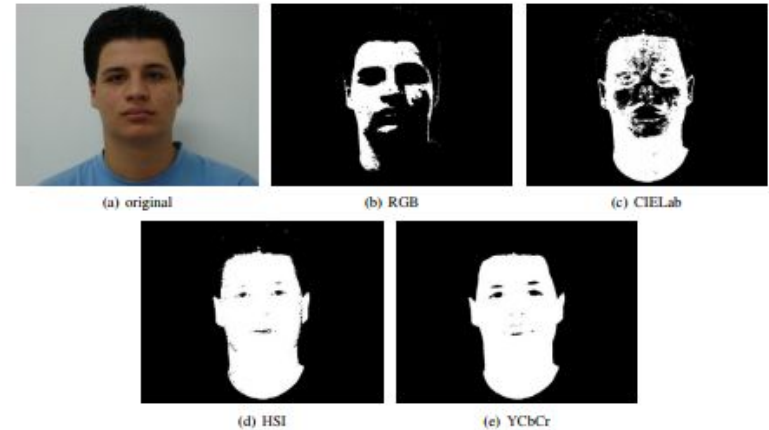 (a) original
(b) RGB
(c) CIELab
(d) HSI
(e) YCbCr